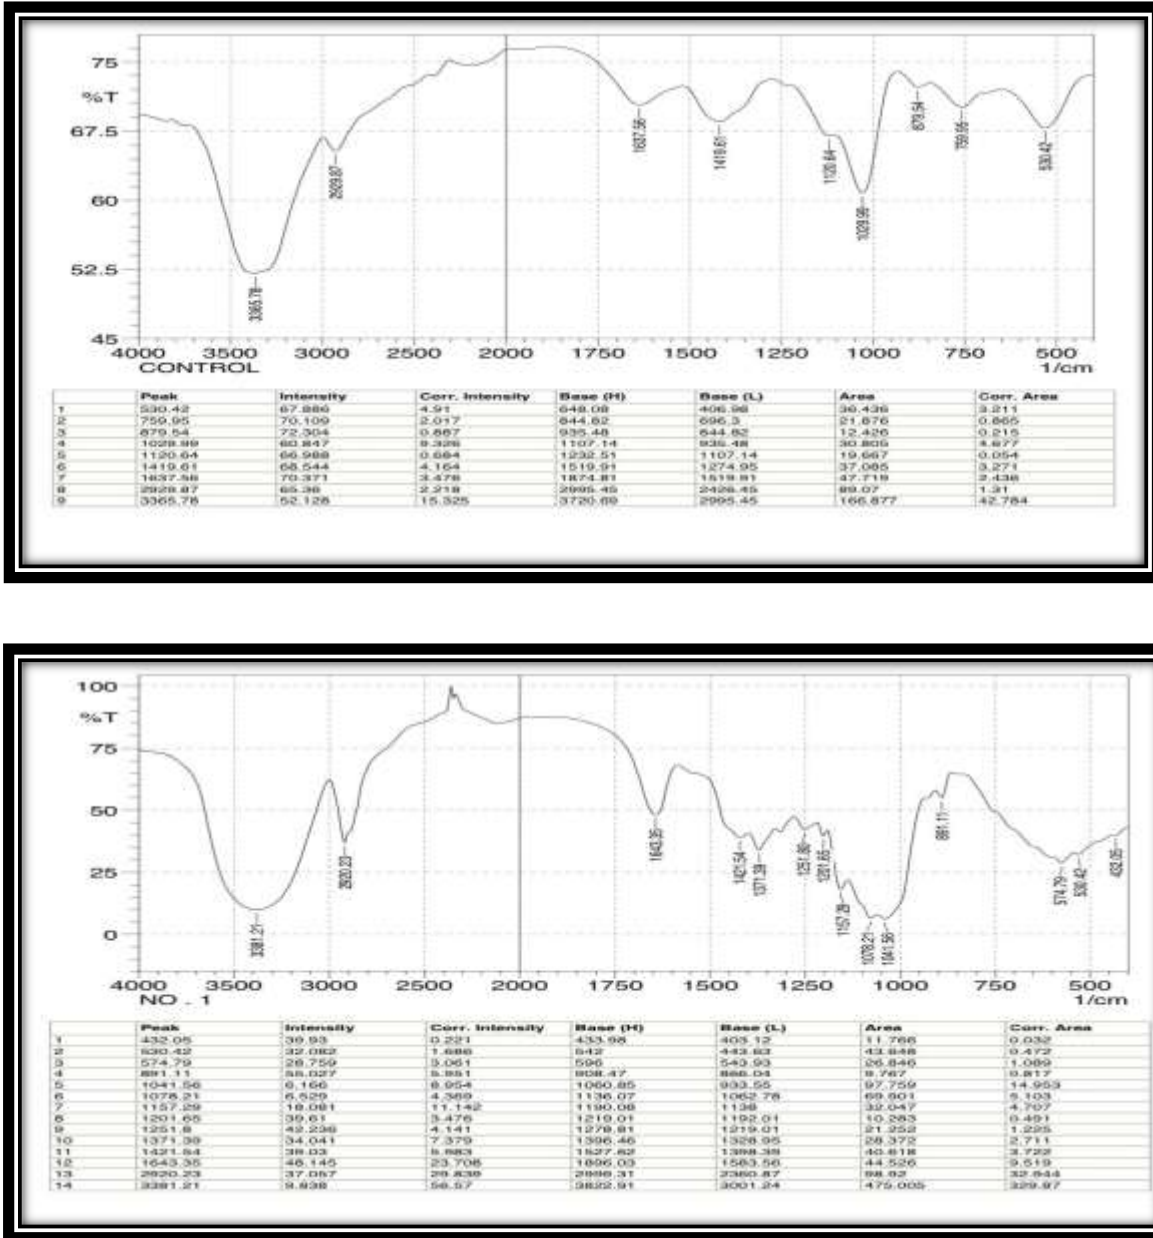 75
%T
67.5
60
52.5
45
3365.78
2929.87
1637.56
1419.61
1120.64
1029.99
879.54
759.95
530.42
4000 3500 3000 2500 2000 1750 1500 1250 1000 750 500
CONTROL 1/cm
Peak Intensity Corr. Intensity Base (H) Base (L) Area Corr. Area
1 530.42 67.886 4.91 648.08 406.98 36.436 3.211
2 759.95 70.109 2.017 844.82 696.3 21.876 0.865
3 879.54 72.304 0.867 935.48 844.82 12.426 0.215
4 1029.99 60.847 9.326 1107.14 935.48 30.805 4.677
5 1120.64 66.988 0.684 1232.51 1107.14 19.667 0.054
6 1419.61 68.544 4.164 1519.91 1274.95 37.085 3.271
7 1637.56 70.371 3.476 1874.81 1519.91 47.719 2.436
8 2929.87 65.36 2.218 2995.45 2426.45 89.07 1.31
9 3365.78 52.128 15.325 3720.69 2995.45 166.877 42.784
100
%T
75
50
25
0
3381.21
2920.23
1643.35
1421.54
1371.39
1251.80
1201.65
1157.29
1078.21
1041.56
891.11
574.79
530.42
432.05
4000 3500 3000 2500 2000 1750 1500 1250 1000 750 500
NO . 1 1/cm
Peak Intensity Corr. Intensity Base (H) Base (L) Area Corr. Area
1 432.05 39.93 0.221 433.98 403.12 11.766 0.032
2 530.42 32.082 1.686 542 443.63 43.848 0.472
3 574.79 28.759 3.061 596 543.93 26.846 1.089
4 891.11 55.027 5.951 908.47 866.04 9.767 0.817
5 1041.56 6.166 8.954 1060.85 933.55 97.759 14.953
6 1078.21 6.529 4.369 1136.07 1062.78 69.901 5.103
7 1157.29 18.081 11.142 1190.08 1138 32.047 4.707
8 1201.65 39.61 3.476 1219.01 1192.01 10.283 0.491
9 1251.8 42.236 4.141 1278.81 1219.01 21.252 1.225
10 1371.39 34.041 7.379 1396.46 1328.95 28.372 2.711
11 1421.54 39.03 5.683 1527.62 1398.39 40.618 3.722
12 1643.35 48.145 23.708 1896.03 1583.56 44.526 9.519
13 2920.23 37.057 29.839 2999.31 2360.87 98.92 32.944
14 3381.21 9.838 56.57 3822.91 3001.24 475.005 329.97